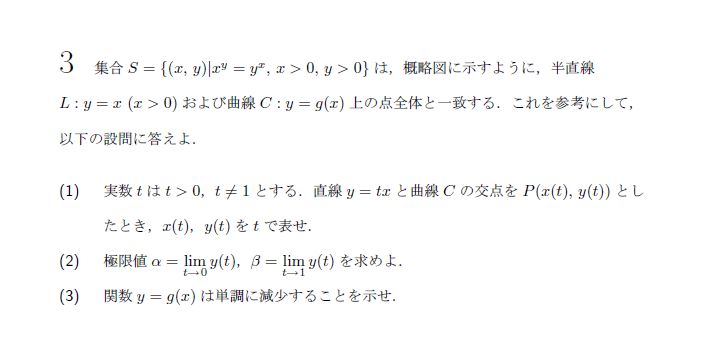 3 集合 S = {(x, y)|x^y = y^x, x > 0, y > 0} は，概略図に示すように，半直線
L : y = x (x > 0) および曲線 C : y = g(x) 上の点全体と一致する．これを参考にして，
以下の設問に答えよ．
(1) 実数 t は t > 0，t ≠ 1 とする．直線 y = tx と曲線 C の交点を P(x(t), y(t)) とし
たとき，x(t)，y(t) を t で表せ．
(2) 極限値 α = lim_{t→0} y(t)，β = lim_{t→1} y(t) を求めよ．
(3) 関数 y = g(x) は単調に減少することを示せ．